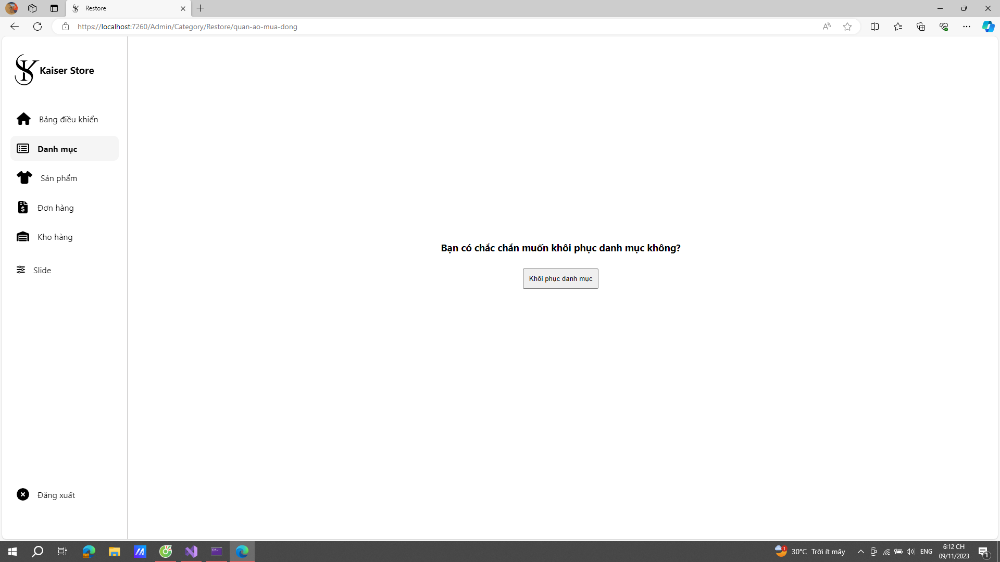 Restore
https://localhost:7260/Admin/Category/Restore/quan-ao-mua-dong
Kaiser Store
Bảng điều khiển
Danh mục
Sản phẩm
Đơn hàng
Kho hàng
Slide
Đăng xuất
Bạn có chắc chắn muốn khôi phục danh mục không?
Khôi phục danh mục
1
30°C Trời ít mây
ENG
6:12 CH
09/11/2023
1